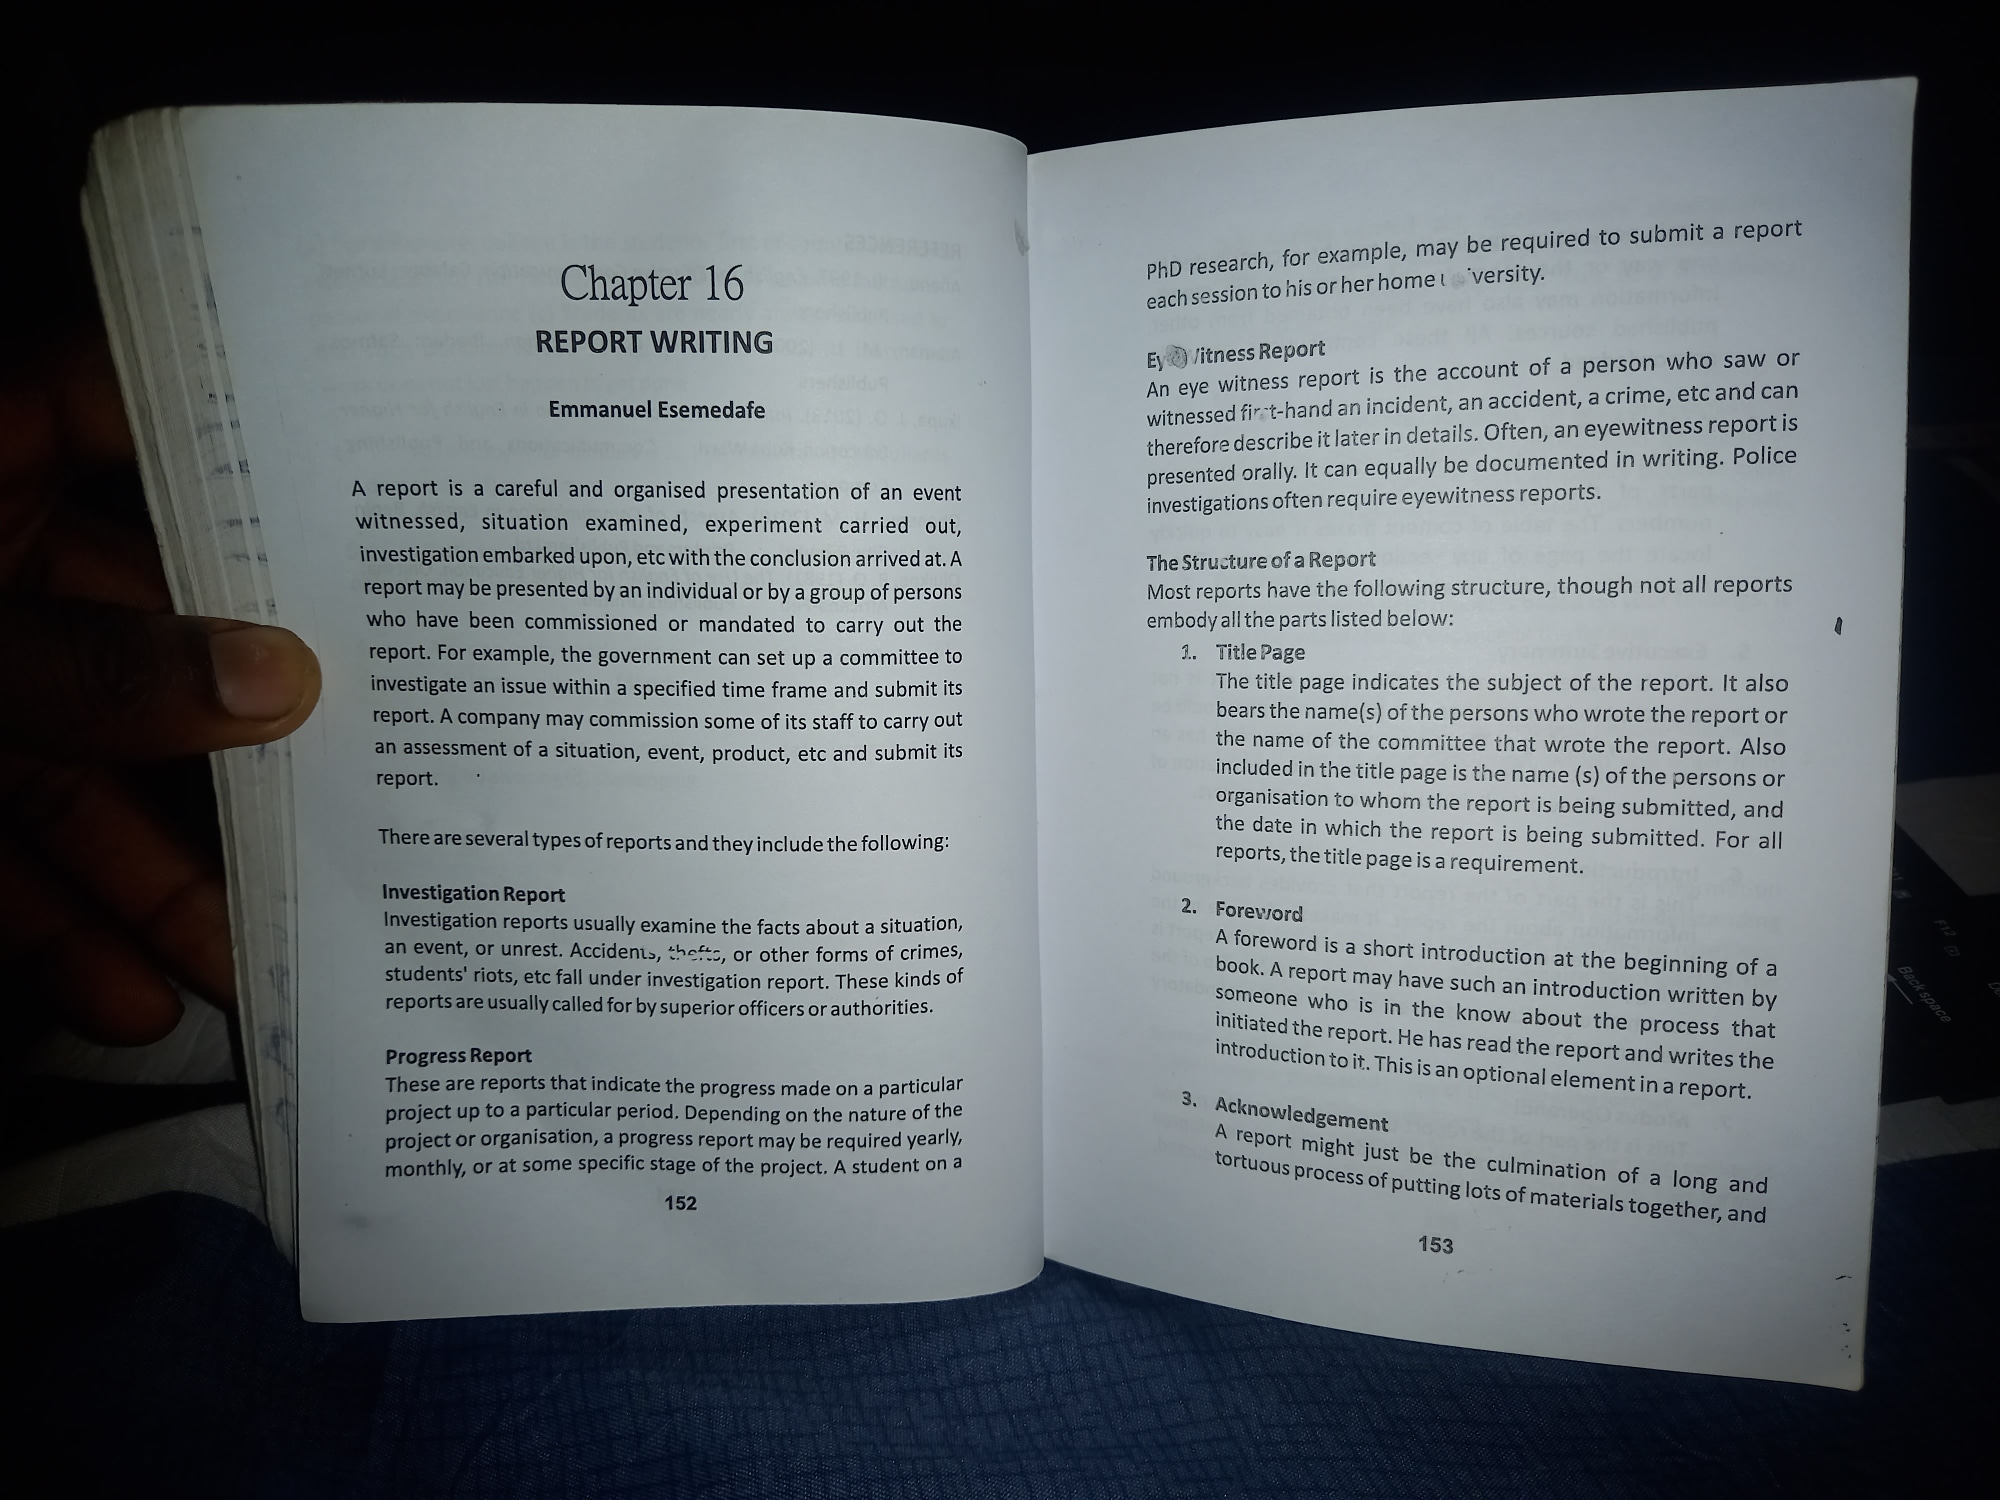 Chapter 16
REPORT WRITING
Emmanuel Esemedafe
A report is a careful and organised presentation of an event
witnessed, situation examined, experiment carried out,
investigation embarked upon, etc with the conclusion arrived at. A
report may be presented by an individual or by a group of persons
who have been commissioned or mandated to carry out the
report. For example, the government can set up a committee to
investigate an issue within a specified time frame and submit its
report. A company may commission some of its staff to carry out
an assessment of a situation, event, product, etc and submit its
report.
There are several types of reports and they include the following:
Investigation Report
Investigation reports usually examine the facts about a situation,
an event, or unrest. Accidents, thefts, or other forms of crimes,
students' riots, etc fall under investigation report. These kinds of
reports are usually called for by superior officers or authorities.
Progress Report
These are reports that indicate the progress made on a particular
project up to a particular period. Depending on the nature of the
project or organisation, a progress report may be required yearly,
monthly, or at some specific stage of the project. A student on a
152
PhD research, for example, may be required to submit a report
each session to his or her home versity.
Ey Witness Report
An eye witness report is the account of a person who saw or
witnessed first-hand an incident, an accident, a crime, etc and can
therefore describe it later in details. Often, an eyewitness report is
presented orally. It can equally be documented in writing. Police
investigations often require eyewitness reports.
The Structure of a Report
Most reports have the following structure, though not all reports
embody all the parts listed below:
1. Title Page
The title page indicates the subject of the report. It also
bears the name(s) of the persons who wrote the report or
the name of the committee that wrote the report. Also
included in the title page is the name (s) of the persons or
organisation to whom the report is being submitted, and
the date in which the report is being submitted. For all
reports, the title page is a requirement.
2. Foreword
A foreword is a short introduction at the beginning of a
book. A report may have such an introduction written by
someone who is in the know about the process that
initiated the report. He has read the report and writes the
introduction to it. This is an optional element in a report.
3. Acknowledgement
A report might just be the culmination of a long and
tortuous process of putting lots of materials together, and
153
F12
Backspace